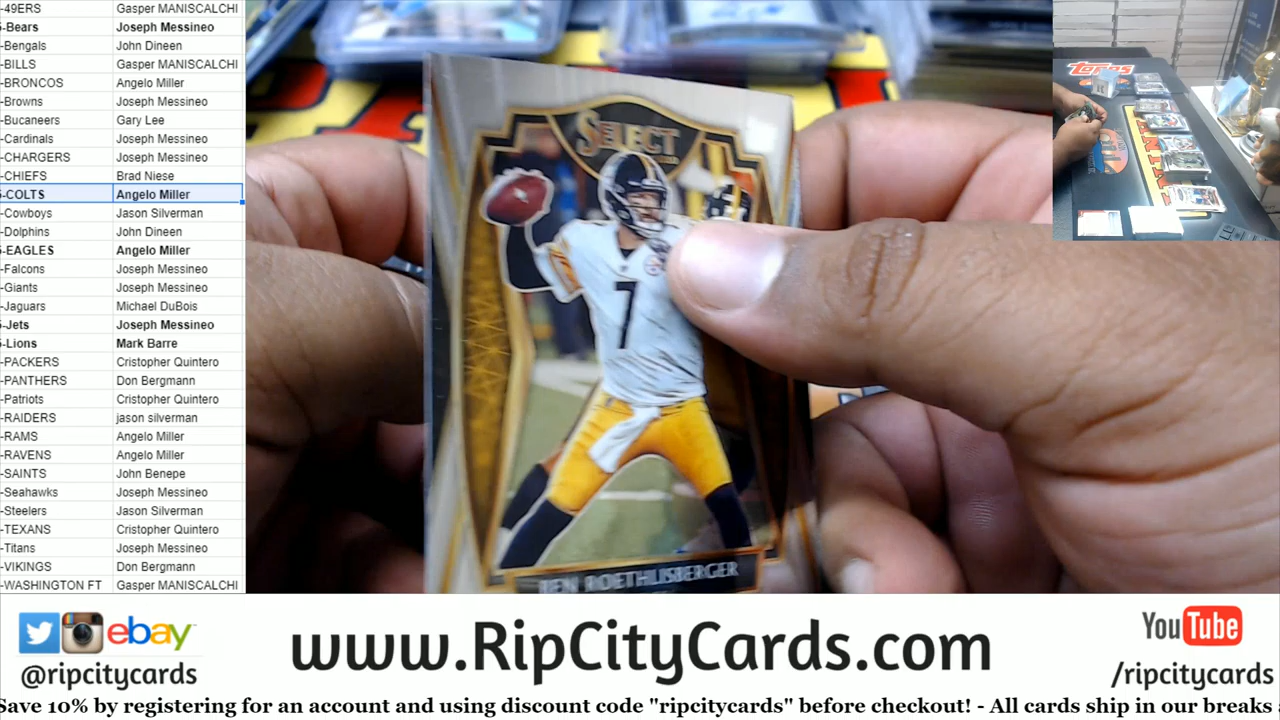 -49ERS Gasper MANISCALCHI
-Bears Joseph Messineo
-Bengals John Dineen
-BILLS Gasper MANISCALCHI
-BRONCOS Angelo Miller
-Browns Joseph Messineo
-Bucaneers Gary Lee
-Cardinals Joseph Messineo
-CHARGERS Joseph Messineo
-CHIEFS Brad Niese
-COLTS Angelo Miller
-Cowboys Jason Silverman
-Dolphins John Dineen
-EAGLES Angelo Miller
-Falcons Joseph Messineo
-Giants Joseph Messineo
-Jaguars Michael DuBois
-Jets Joseph Messineo
-Lions Mark Barre
-PACKERS Cristopher Quintero
-PANTHERS Don Bergmann
-Patriots Cristopher Quintero
-RAIDERS jason silverman
-RAMS Angelo Miller
-RAVENS Angelo Miller
-SAINTS John Benepe
-Seahawks Joseph Messineo
-Steelers Jason Silverman
-TEXANS Cristopher Quintero
-Titans Joseph Messineo
-VIKINGS Don Bergmann
-WASHINGTON FT Gasper MANISCALCHI
SELECT
7
BEN ROETHLISBERGER
Topps
ebay
@ripcitycards
www.RipCityCards.com
YouTube
/ripcitycards
Save 10% by registering for an account and using discount code "ripcitycards" before checkout! - All cards ship in our breaks